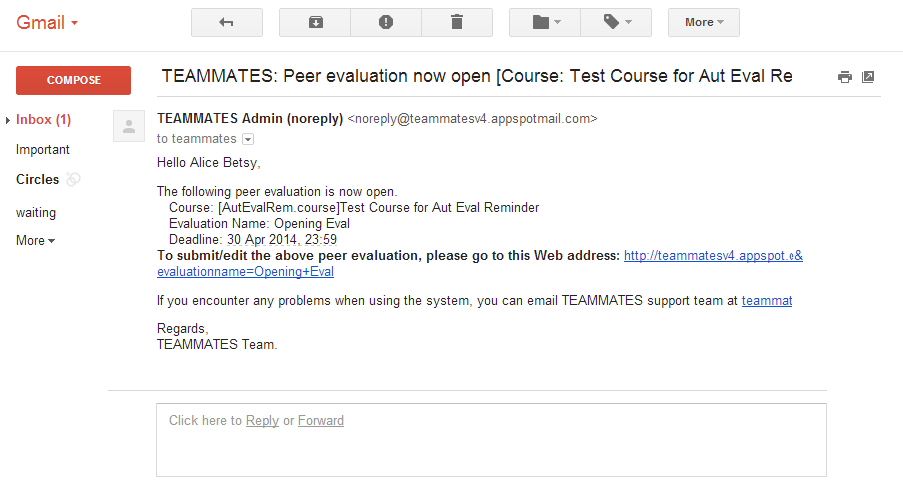 Gmail
More
COMPOSE
TEAMMATES: Peer evaluation now open [Course: Test Course for Aut Eval Re
Inbox (1)
Important
Circles
waiting
More
TEAMMATES Admin (noreply) <noreply@teammatesv4.appspotmail.com>
to teammates
Hello Alice Betsy,
The following peer evaluation is now open.
Course: [AutEvalRem.course]Test Course for Aut Eval Reminder
Evaluation Name: Opening Eval
Deadline: 30 Apr 2014, 23:59
To submit/edit the above peer evaluation, please go to this Web address: http://teammatesv4.appspot.e&
evaluationname=Opening+Eval
If you encounter any problems when using the system, you can email TEAMMATES support team at teammat
Regards,
TEAMMATES Team.
Click here to Reply or Forward